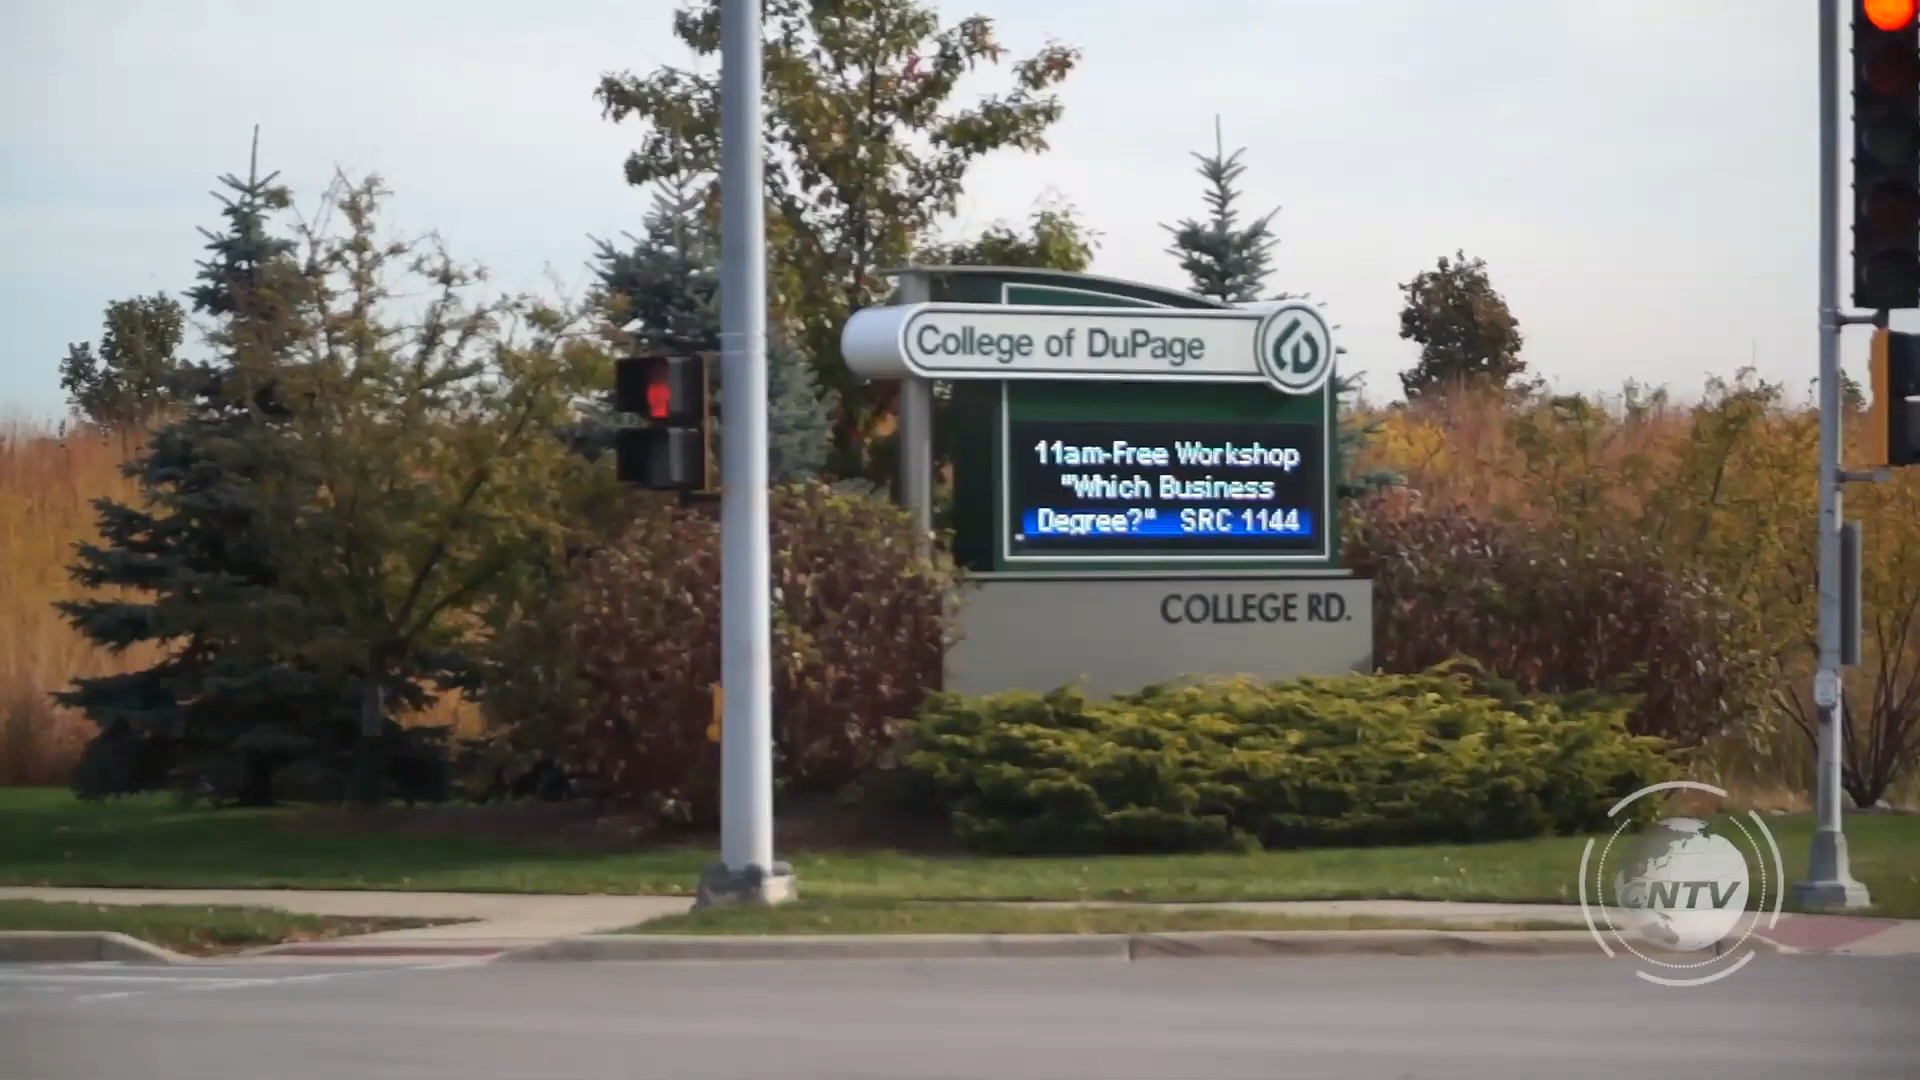 College of DuPage
11am-Free Workshop
"Which Business
Degree?" SRC 1144
COLLEGE RD.
CNTV